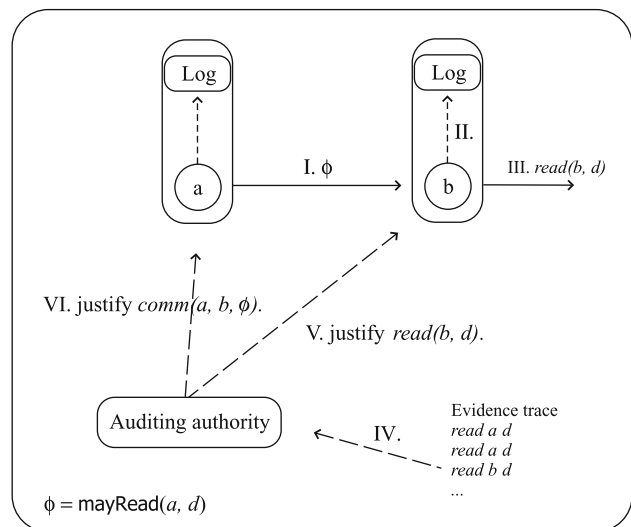 Log
Log
II.
a
I. ϕ
b
III. read(b, d)
VI. justify comm(a, b, ϕ).
V. justify read(b, d).
Auditing authority
IV.
Evidence trace
read a d
read a d
read b d
...
ϕ = mayRead(a, d)